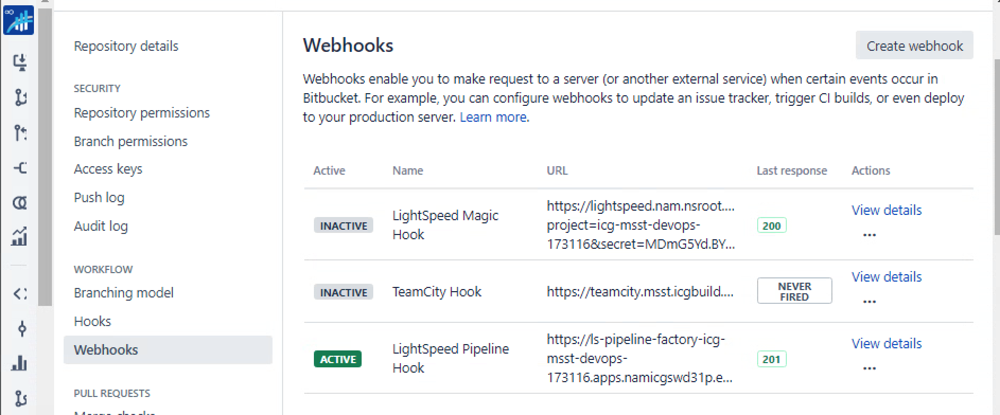 Repository details
SECURITY
Repository permissions
Branch permissions
Access keys
Push log
Audit log
WORKFLOW
Branching model
Hooks
Webhooks
PULL REQUESTS
Merge checks
Webhooks
Create webhook
Webhooks enable you to make request to a server (or another external service) when certain events occur in
Bitbucket. For example, you can configure webhooks to update an issue tracker, trigger CI builds, or even deploy
to your production server. Learn more.
Active Name URL Last response Actions
INACTIVE
LightSpeed Magic
Hook
https://lightspeed.nam.nsroot....
project=icg-msst-devops-
173116&secret=MDmG5Yd.BY...
200
View details
...
INACTIVE
TeamCity Hook
https://teamcity.msst.icgbuild....
NEVER
FIRED
View details
...
ACTIVE
LightSpeed Pipeline
Hook
https://ls-pipeline-factory-icg-
msst-devops-
173116.apps.namicgswd31p.e...
201
View details
...